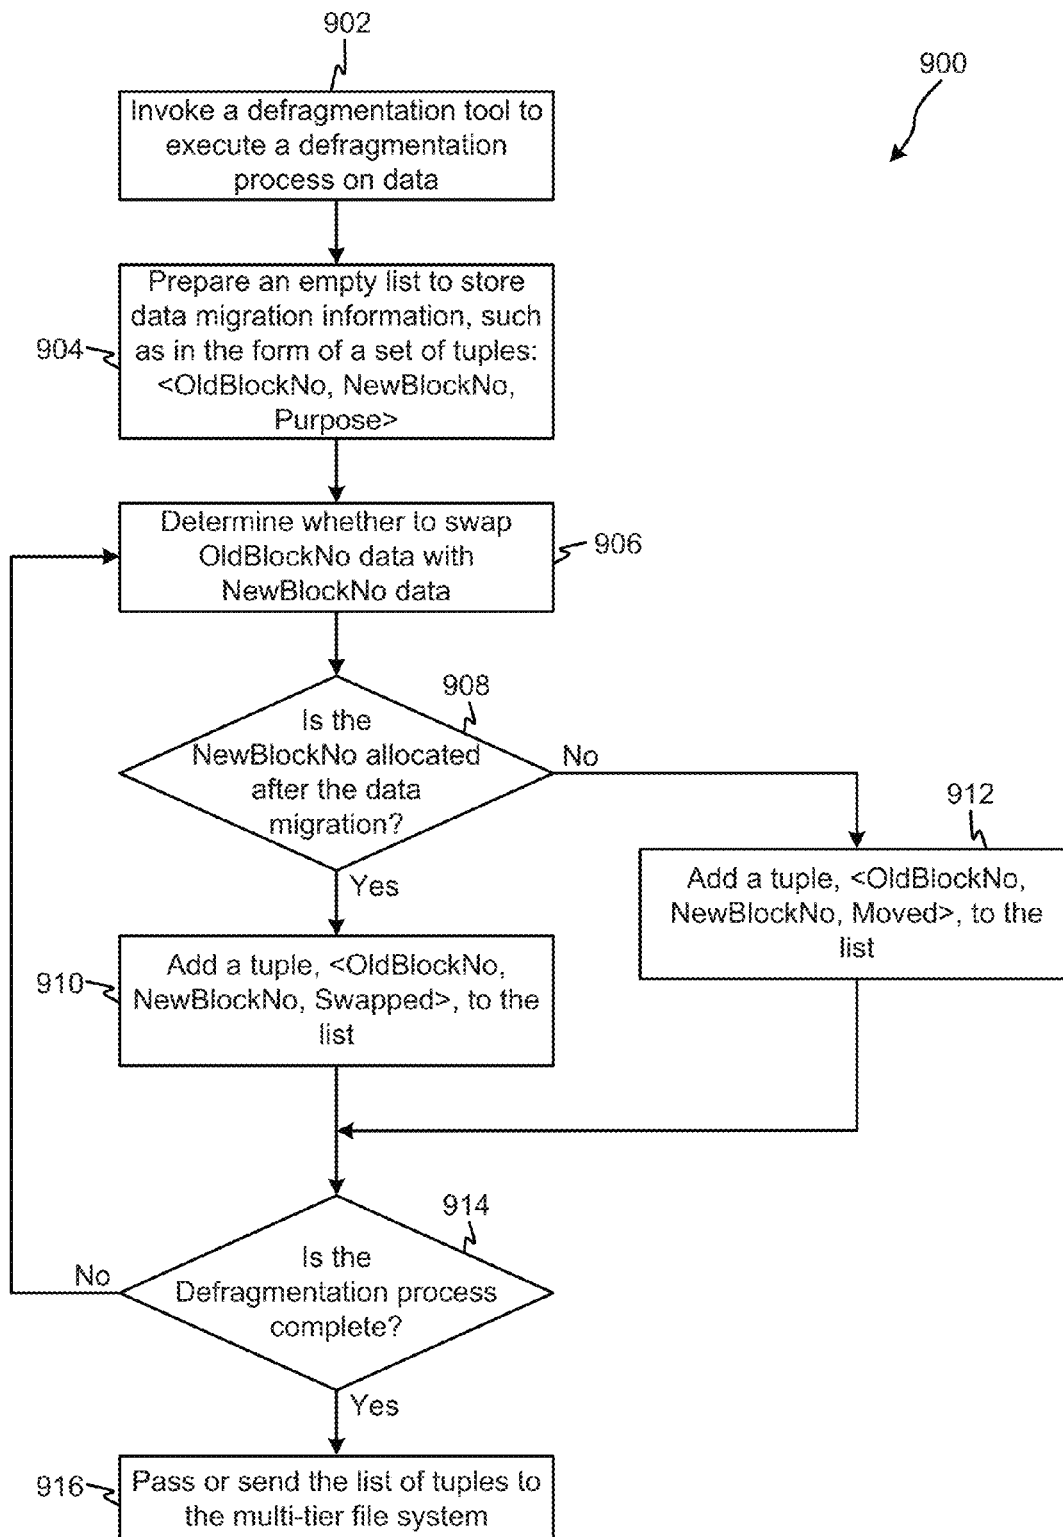 902
900
Invoke a defragmentation tool to
execute a defragmentation
process on data
Prepare an empty list to store
data migration information, such
as in the form of a set of tuples:
<OldBlockNo, NewBlockNo,
Purpose>
904
Determine whether to swap
OldBlockNo data with
NewBlockNo data
906
908
Is the
NewBlockNo allocated
after the data
migration?
No
Yes
912
Add a tuple, <OldBlockNo,
NewBlockNo, Moved>, to the
list
910
Add a tuple, <OldBlockNo,
NewBlockNo, Swapped>, to the
list
914
Is the
Defragmentation process
complete?
No
Yes
916
Pass or send the list of tuples to
the multi-tier file system